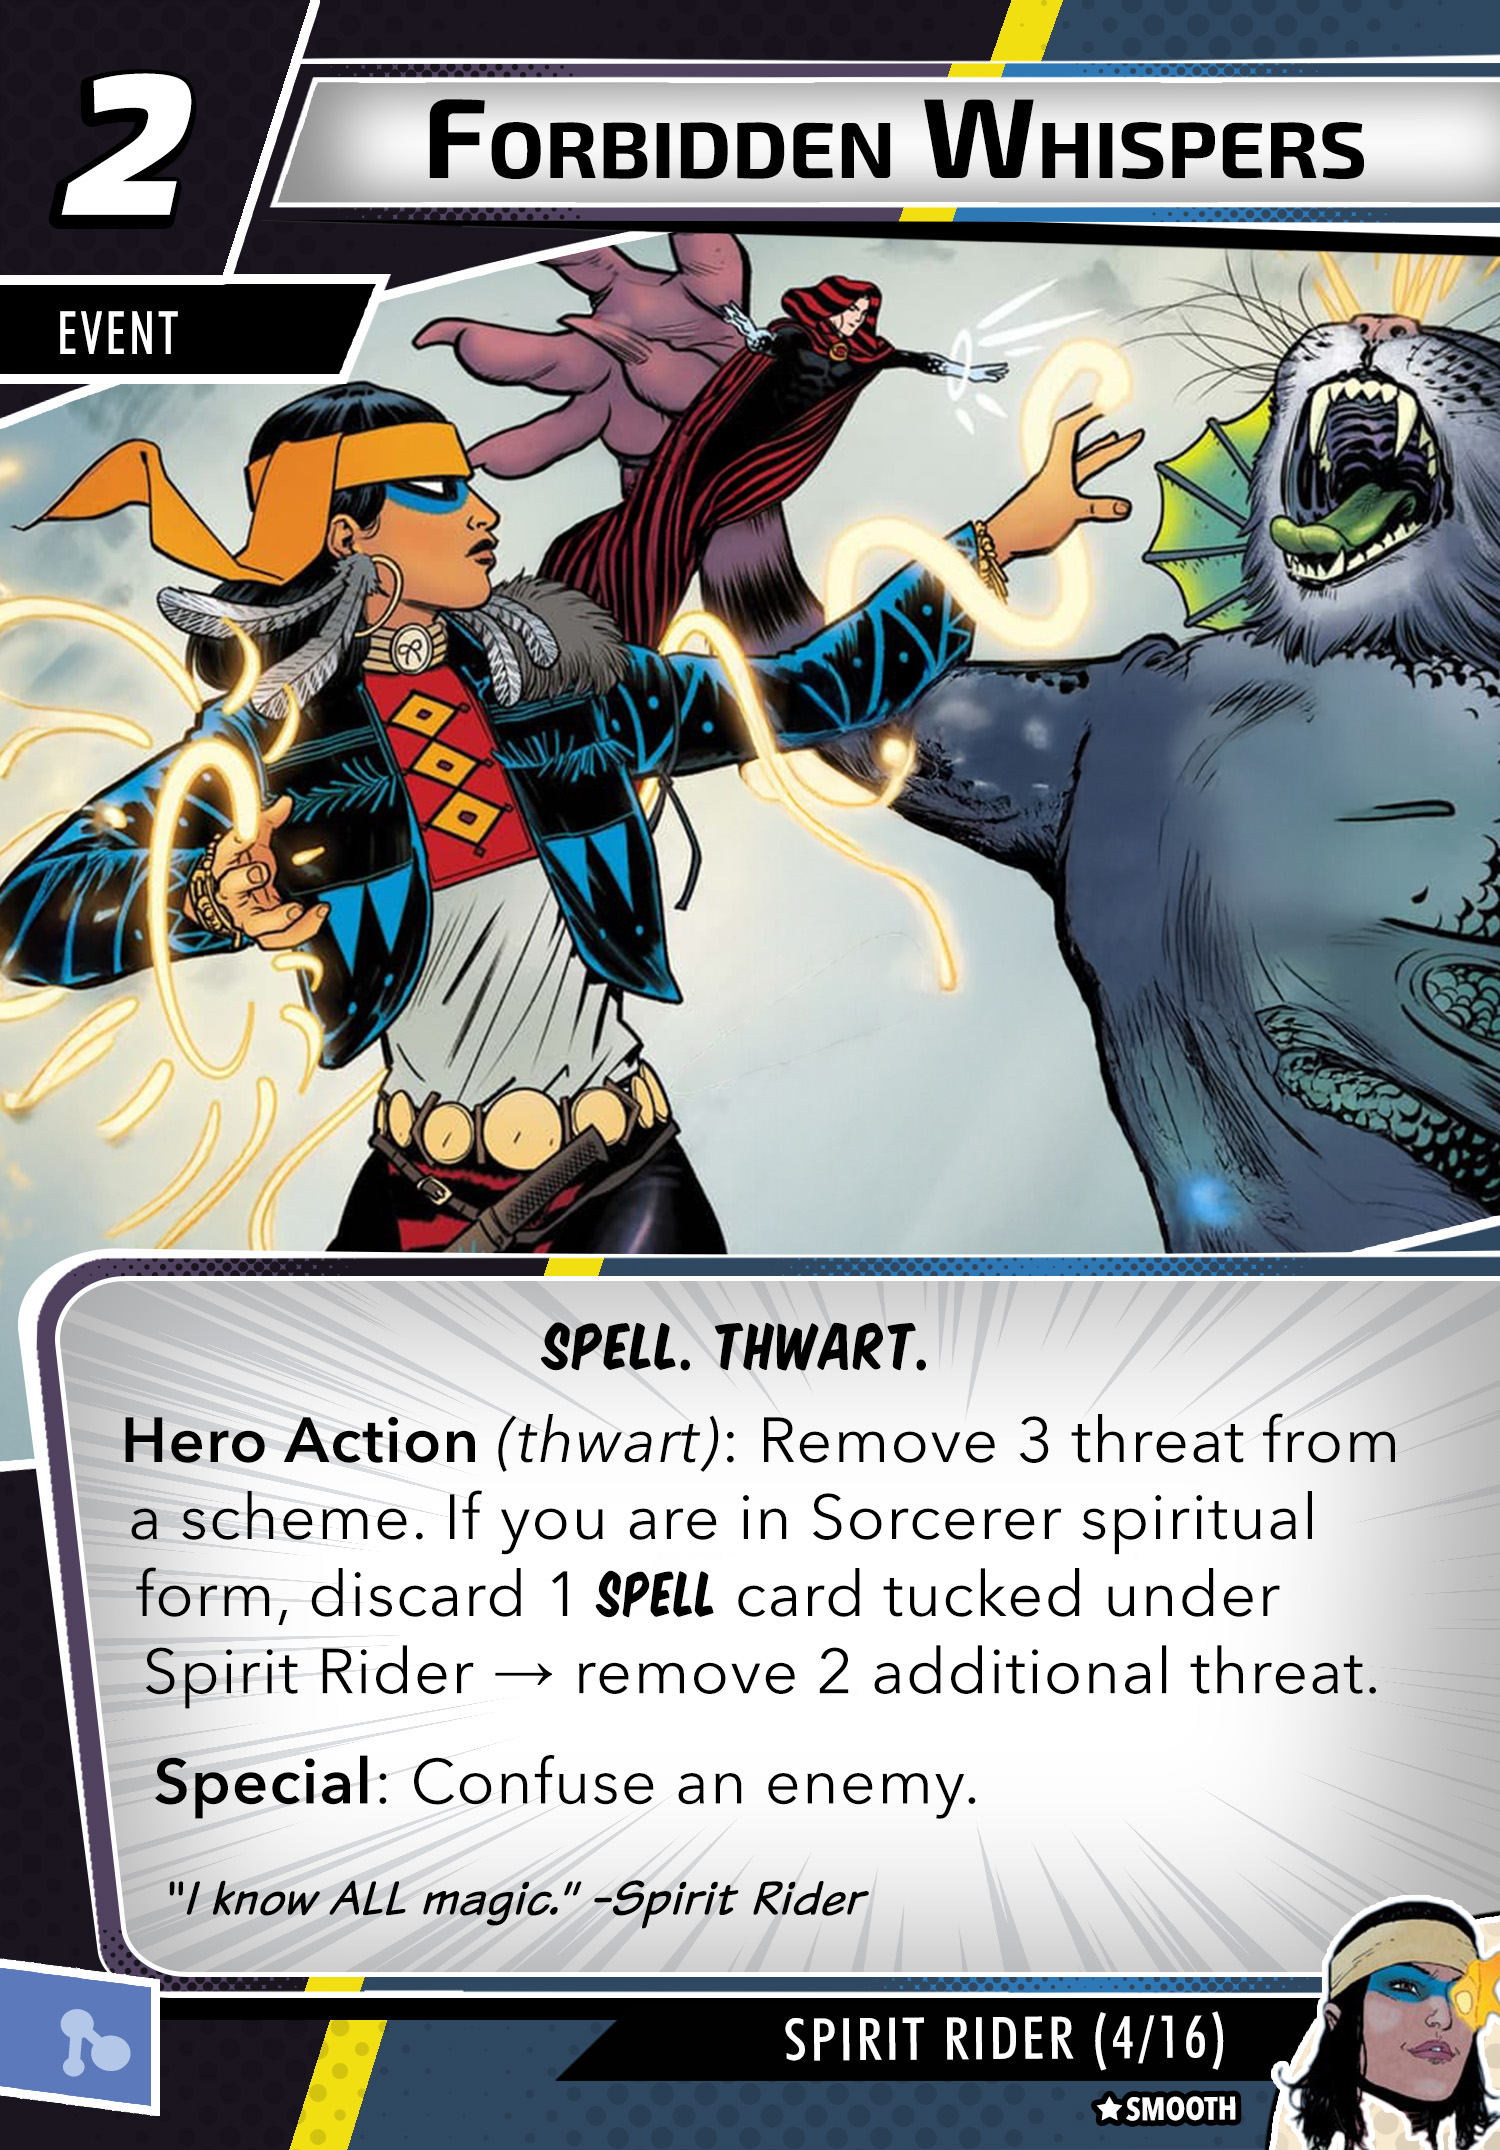 2
FORBIDDEN WHISPERS
EVENT
SPELL. THWART.
Hero Action (thwart): Remove 3 threat from
a scheme. If you are in Sorcerer spiritual
form, discard 1 SPELL card tucked under
Spirit Rider → remove 2 additional threat.
Special: Confuse an enemy.
"I know ALL magic." -Spirit Rider
SPIRIT RIDER (4/16)
★SMOOTH